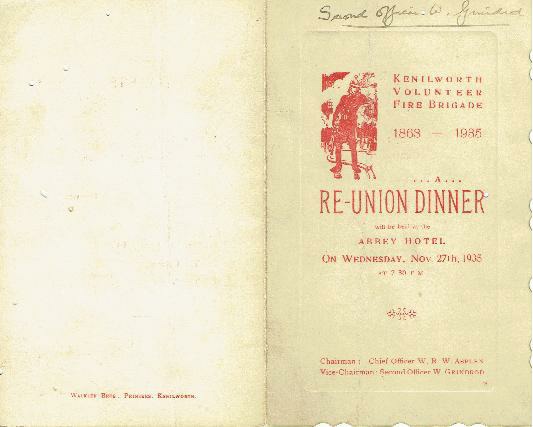 Second Officer W. Grindrod
KENILWORTH
VOLUNTEER
FIRE BRIGADE
1863 — 1935
... A ...
RE-UNION DINNER
will be held at the
ABBEY HOTEL
ON WEDNESDAY, NOV. 27th, 1935
AT 7.30 P.M.
Chairman: Chief Officer W. R. W. ASPLEN
Vice-Chairman: Second Officer W. GRINDROD
WALKER BROS., PRINTERS, KENILWORTH.